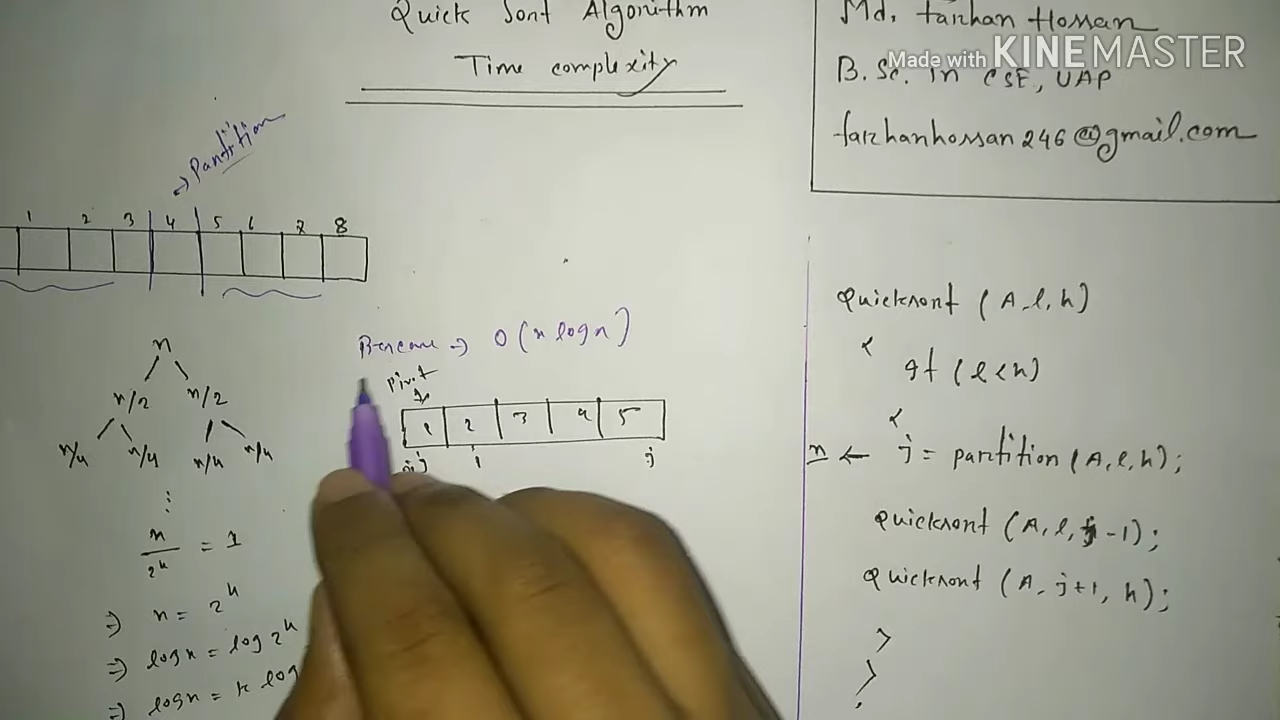 Quick Sort Algorithm
Time complexity
Md. Farhan Hossan
B. Sc. in CSE, UAP
farhanhossan246@gmail.com
Made with KINEMASTER
→ Partition
1 2 3 4 5 6 7 8
n
n/2 n/2
n/4 n/4 n/4 n/4
⋮
n/2^k = 1
⇒ n = 2^k
⇒ log n = log 2^k
⇒ log n = k log
B-case → O(n log n)
pivot
1 2 3 4 5
j i j
Quicksort (A, l, h)
{
if (l < h)
{
n ← j = partition (A, l, h);
Quicksort (A, l, j-1);
Quicksort (A, j+1, h);
}
}